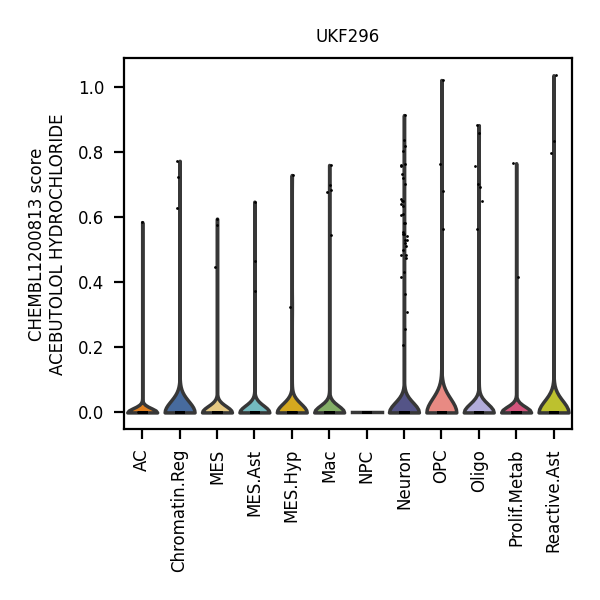 UKF296
CHEMBL1200813 score
ACEBUTOLOL HYDROCHLORIDE
1.0
0.8
0.6
0.4
0.2
0.0
AC
Chromatin.Reg
MES
MES.Ast
MES.Hyp
Mac
NPC
Neuron
OPC
Oligo
Prolif.Metab
Reactive.Ast